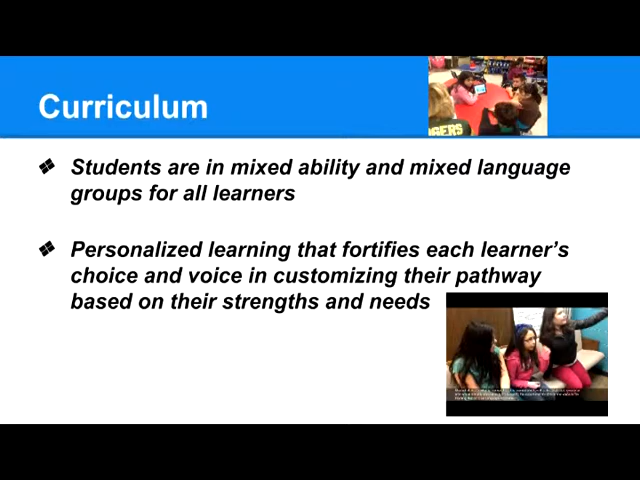 Curriculum
GERS
❖ Students are in mixed ability and mixed language
groups for all learners
❖ Personalized learning that fortifies each learner's
choice and voice in customizing their pathway
based on their strengths and needs